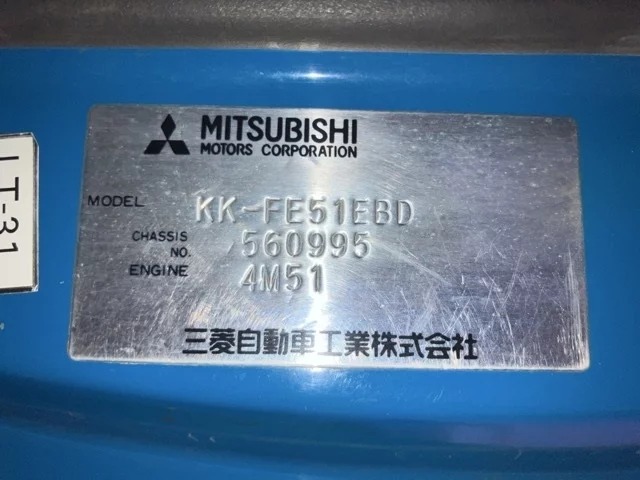 MITSUBISHI
MOTORS CORPORATION
MODEL KK-FE51EBD
CHASSIS NO. 560995
ENGINE 4M51
三菱自動車工業株式会社
LT-31